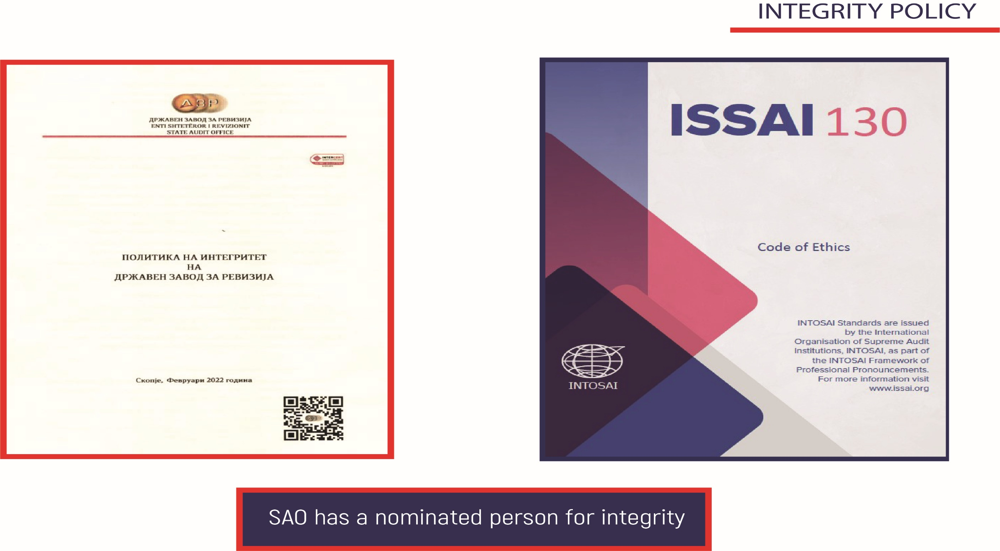 INTEGRITY POLICY
ДЗР
ДРЖАВЕН ЗАВОД ЗА РЕВИЗИЈА
ENTI SHTETËROR I REVIZIONIT
STATE AUDIT OFFICE
INTERCERT
ПОЛИТИКА НА ИНТЕГРИТЕТ
НА
ДРЖАВЕН ЗАВОД ЗА РЕВИЗИЈА
Скопје, Февруари 2022 година
ISSAI 130
Code of Ethics
INTOSAI Standards are issued
by the International
Organisation of Supreme Audit
Institutions, INTOSAI, as part of
the INTOSAI Framework of
Professional Pronouncements.
For more information visit
www.issai.org
INTOSAI
SAO has a nominated person for integrity